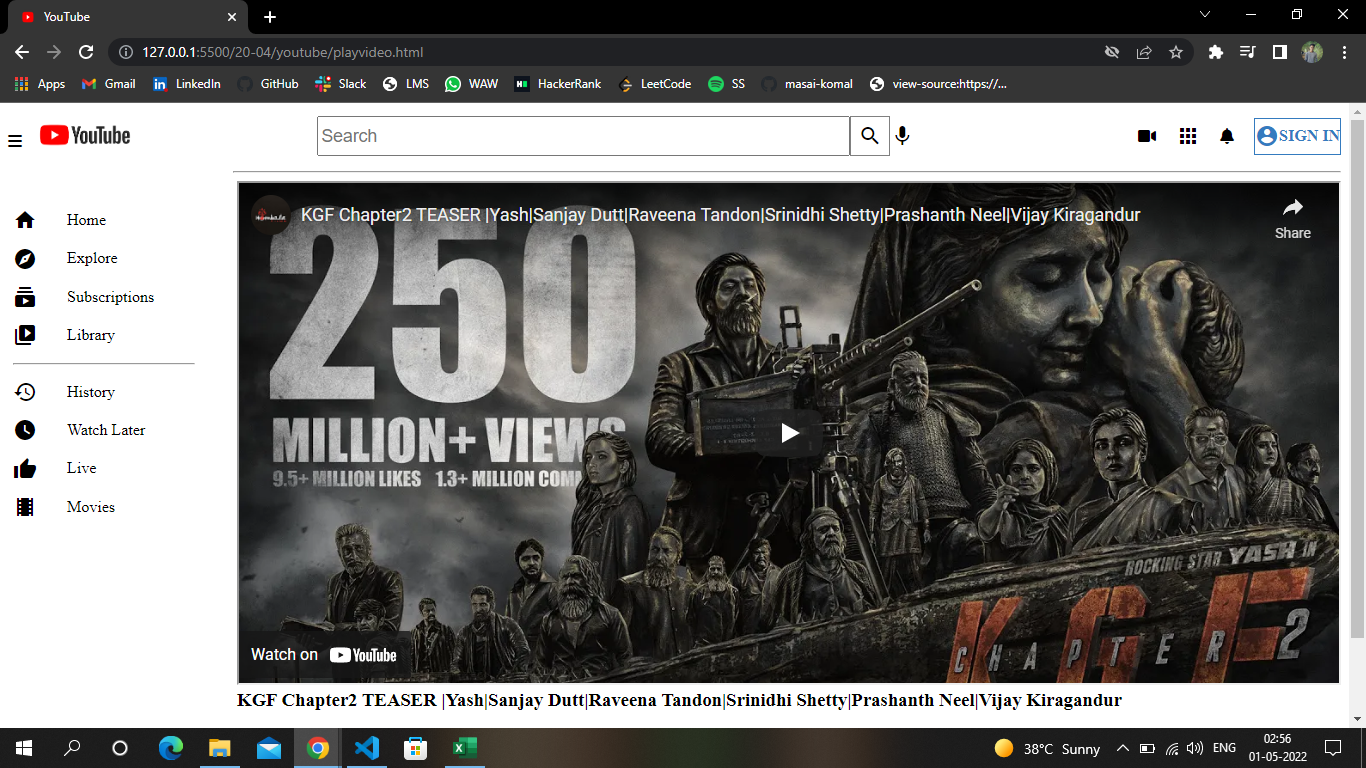 YouTube
127.0.0.1:5500/20-04/youtube/playvideo.html
Apps Gmail LinkedIn GitHub Slack LMS WAW HackerRank LeetCode SS masai-komal view-source:https://...
YouTube Search SIGN IN
KGF Chapter2 TEASER |Yash|Sanjay Dutt|Raveena Tandon|Srinidhi Shetty|Prashanth Neel|Vijay Kiragandur
Share
Home
Explore
Subscriptions
Library
History
Watch Later
Live
Movies
250
MILLION+ VIEWS
9.5+ MILLION LIKES 1.3+ MILLION COMM
ROCKING STAR YASH IN
KGF
CHAPTER 2
Watch on YouTube
KGF Chapter2 TEASER |Yash|Sanjay Dutt|Raveena Tandon|Srinidhi Shetty|Prashanth Neel|Vijay Kiragandur
38°C Sunny ENG 02:56
01-05-2022